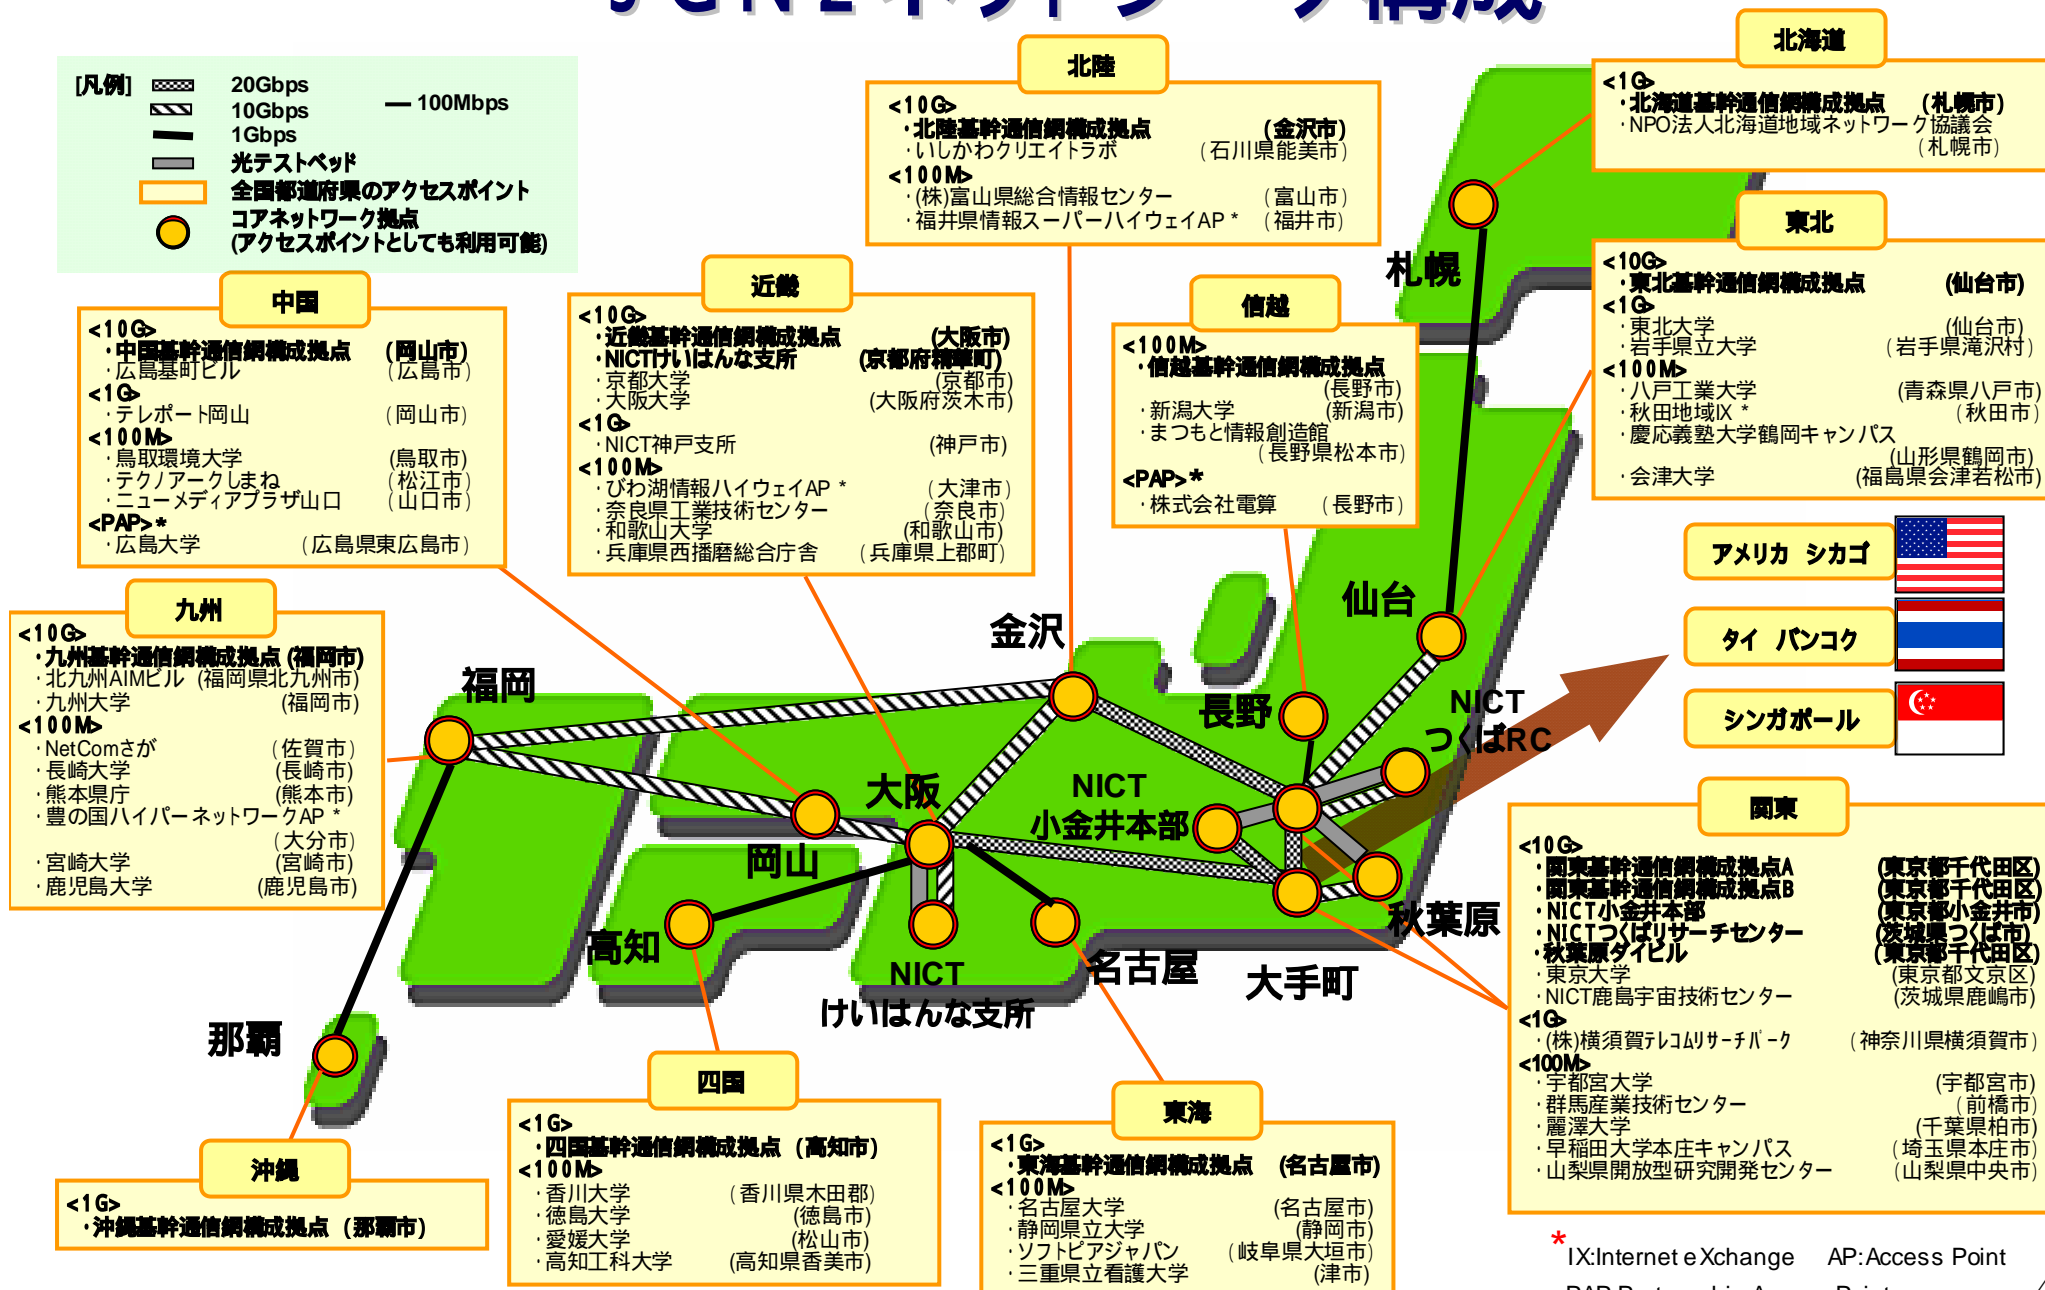 JGN2ネットワーク構成
[凡例]
20Gbps
10Gbps
100Mbps
1Gbps
光テストベッド
全国都道府県のアクセスポイント
コアネットワーク拠点
(アクセスポイントとしても利用可能)
北陸
<10G>
・北陸基幹通信網構成拠点 (金沢市)
・いしかわクリエイトラボ (石川県能美市)
<100M>
・(株)富山県総合情報センター (富山市)
・福井県情報スーパーハイウェイAP * (福井市)
北海道
<1G>
・北海道基幹通信網構成拠点 (札幌市)
・NPO法人北海道地域ネットワーク協議会
(札幌市)
東北
<10G>
・東北基幹通信網構成拠点 (仙台市)
<1G>
・東北大学 (仙台市)
・岩手県立大学 (岩手県滝沢村)
<100M>
・八戸工業大学 (青森県八戸市)
・秋田地域IX * (秋田市)
・慶応義塾大学鶴岡キャンパス
(山形県鶴岡市)
・会津大学 (福島県会津若松市)
中国
<10G>
・中国基幹通信網構成拠点 (岡山市)
・広島基町ビル (広島市)
<1G>
・テレポート岡山 (岡山市)
<100M>
・鳥取環境大学 (鳥取市)
・テクノアークしまね (松江市)
・ニューメディアプラザ山口 (山口市)
<PAP>*
・広島大学 (広島県東広島市)
近畿
<10G>
・近畿基幹通信網構成拠点 (大阪市)
・NICTけいはんな支所 (京都府精華町)
・京都大学 (京都市)
・大阪大学 (大阪府茨木市)
<1G>
・NICT神戸支所 (神戸市)
<100M>
・びわ湖情報ハイウェイAP * (大津市)
・奈良県工業技術センター (奈良市)
・和歌山大学 (和歌山市)
・兵庫県西播磨総合庁舎 (兵庫県上郡町)
信越
<100M>
・信越基幹通信網構成拠点
(長野市)
・新潟大学 (新潟市)
・まつもと情報創造館
(長野県松本市)
<PAP>*
・株式会社電算 (長野市)
アメリカ シカゴ
タイ バンコク
シンガポール
九州
<10G>
・九州基幹通信網構成拠点 (福岡市)
・北九州AIMビル (福岡県北九州市)
・九州大学 (福岡市)
<100M>
・NetComさが (佐賀市)
・長崎大学 (長崎市)
・熊本県庁 (熊本市)
・豊の国ハイパーネットワークAP *
(大分市)
・宮崎大学 (宮崎市)
・鹿児島大学 (鹿児島市)
札幌
仙台
金沢
福岡
長野
NICT
つくばRC
大阪
NICT
小金井本部
岡山
高知
秋葉原
名古屋
大手町
NICT
けいはんな支所
那覇
関東
<10G>
・関東基幹通信網構成拠点A (東京都千代田区)
・関東基幹通信網構成拠点B (東京都千代田区)
・NICT小金井本部 (東京都小金井市)
・NICTつくばリサーチセンター (茨城県つくば市)
・秋葉原ダイビル (東京都千代田区)
・東京大学 (東京都文京区)
・NICT鹿島宇宙技術センター (茨城県鹿嶋市)
<1G>
・(株)横須賀テレコムリサーチパーク (神奈川県横須賀市)
<100M>
・宇都宮大学 (宇都宮市)
・群馬産業技術センター (前橋市)
・麗澤大学 (千葉県柏市)
・早稲田大学本庄キャンパス (埼玉県本庄市)
・山梨県開放型研究開発センター (山梨県中央市)
四国
<1G>
・四国基幹通信網構成拠点 (高知市)
<100M>
・香川大学 (香川県木田郡)
・徳島大学 (徳島市)
・愛媛大学 (松山市)
・高知工科大学 (高知県香美市)
東海
<1G>
・東海基幹通信網構成拠点 (名古屋市)
<100M>
・名古屋大学 (名古屋市)
・静岡県立大学 (静岡市)
・ソフトピアジャパン (岐阜県大垣市)
・三重県立看護大学 (津市)
沖縄
<1G>
・沖縄基幹通信網構成拠点 (那覇市)
* IX:Internet eXchange AP:Access Point